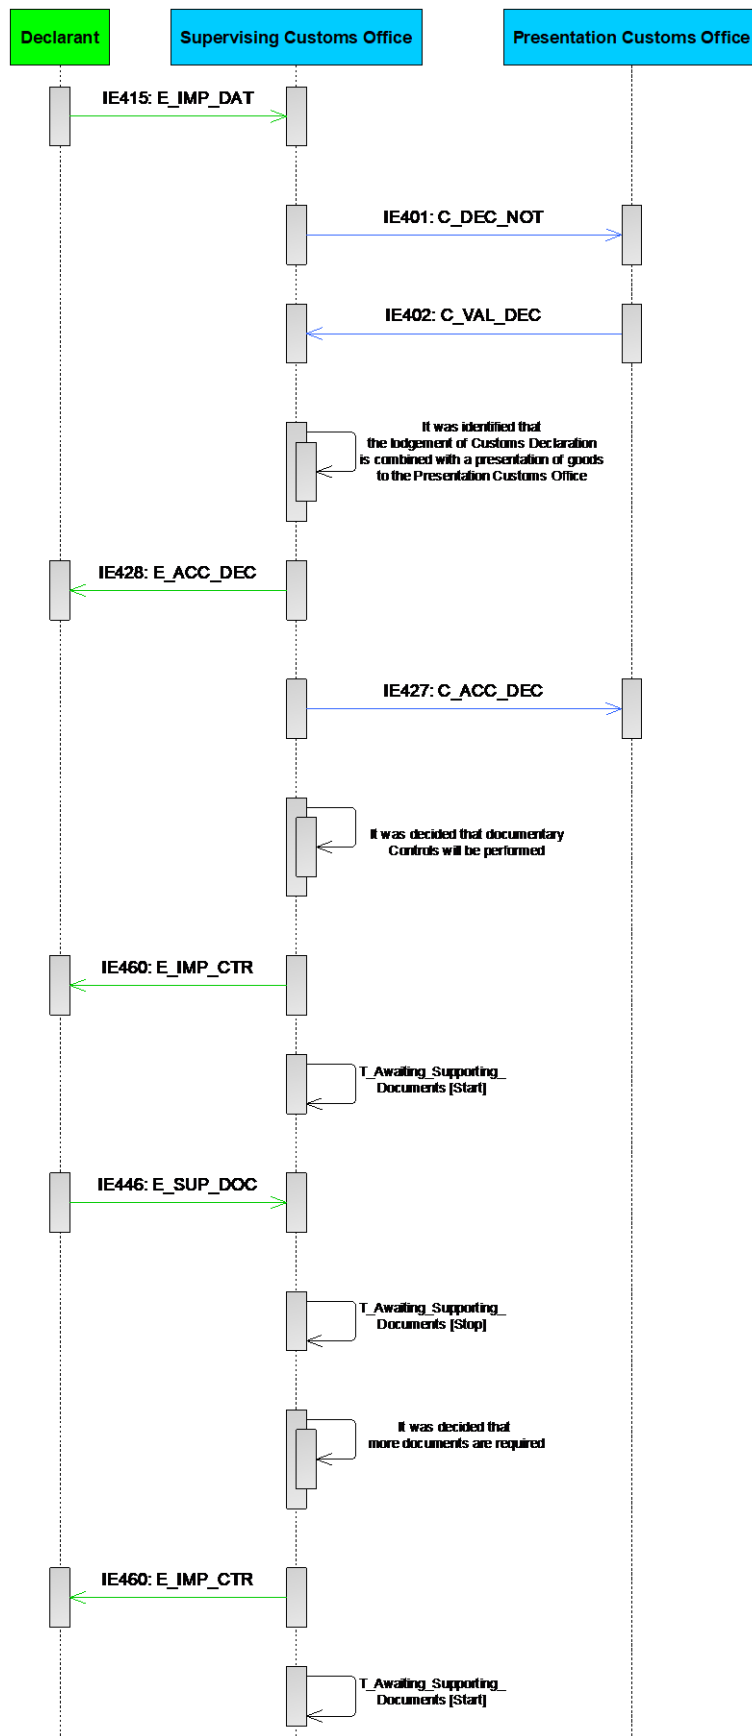 Declarant
Supervising Customs Office
Presentation Customs Office
IE415: E_IMP_DAT
IE401: C_DEC_NOT
IE402: C_VAL_DEC
It was identified that
the lodgement of Customs Declaration
is combined with a presentation of goods
to the Presentation Customs Office
IE428: E_ACC_DEC
IE427: C_ACC_DEC
It was decided that documentary
Controls will be performed
IE460: E_IMP_CTR
T_Awaiting_Supporting_
Documents [Start]
IE446: E_SUP_DOC
T_Awaiting_Supporting_
Documents [Stop]
It was decided that
more documents are required
IE460: E_IMP_CTR
T_Awaiting_Supporting_
Documents [Start]